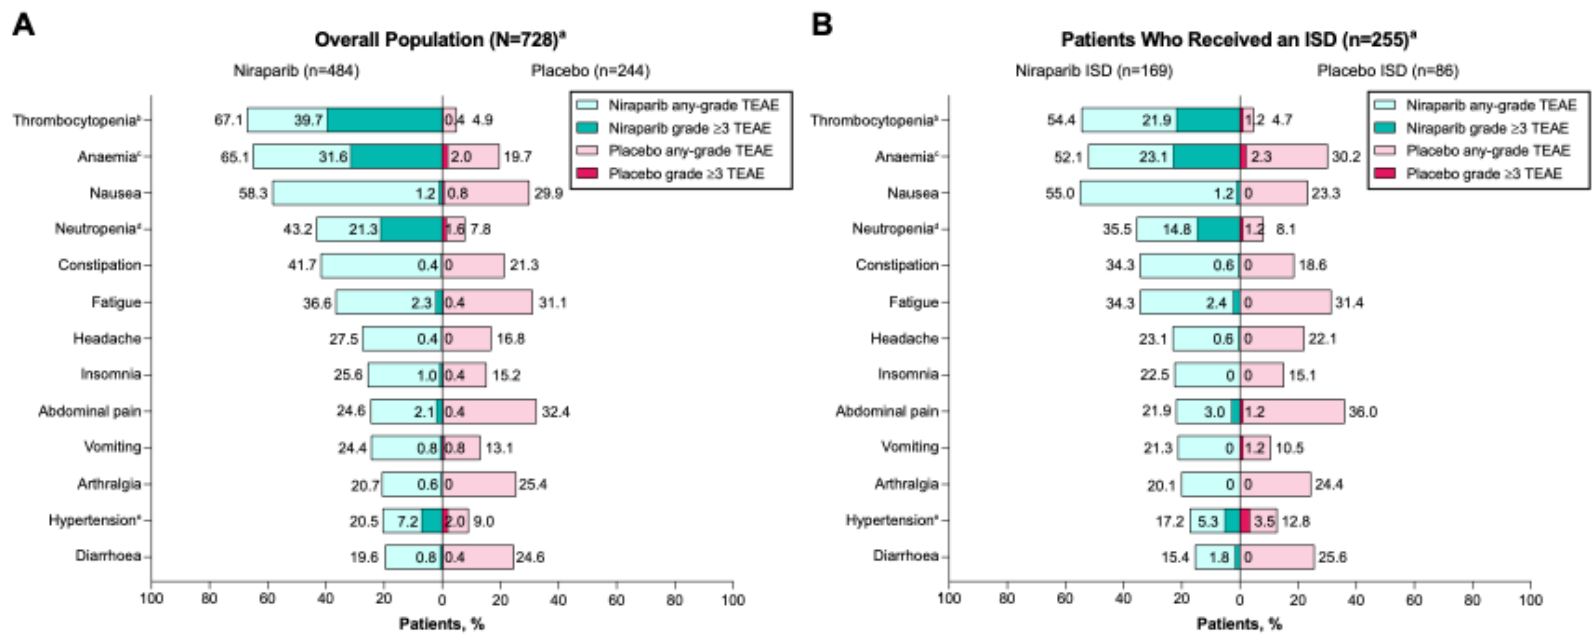 A
Overall Population (N=728)ᵃ
Niraparib (n=484) Placebo (n=244)
Niraparib any-grade TEAE
Niraparib grade ≥3 TEAE
Placebo any-grade TEAE
Placebo grade ≥3 TEAE
Thrombocytopeniaᵇ 67.1 39.7 0.4 4.9
Anaemiaᶜ 65.1 31.6 2.0 19.7
Nausea 58.3 1.2 0.8 29.9
Neutropeniaᵈ 43.2 21.3 1.6 7.8
Constipation 41.7 0.4 0 21.3
Fatigue 36.6 2.3 0.4 31.1
Headache 27.5 0.4 0 16.8
Insomnia 25.6 1.0 0.4 15.2
Abdominal pain 24.6 2.1 0.4 32.4
Vomiting 24.4 0.8 0.8 13.1
Arthralgia 20.7 0.6 0 25.4
Hypertensionᵉ 20.5 7.2 2.0 9.0
Diarrhoea 19.6 0.8 0.4 24.6
100 80 60 40 20 0 20 40 60 80 100
Patients, %
B
Patients Who Received an ISD (n=255)ᵃ
Niraparib ISD (n=169) Placebo ISD (n=86)
Niraparib any-grade TEAE
Niraparib grade ≥3 TEAE
Placebo any-grade TEAE
Placebo grade ≥3 TEAE
Thrombocytopeniaᵇ 54.4 21.9 1.2 4.7
Anaemiaᶜ 52.1 23.1 2.3 30.2
Nausea 55.0 1.2 0 23.3
Neutropeniaᵈ 35.5 14.8 1.2 8.1
Constipation 34.3 0.6 0 18.6
Fatigue 34.3 2.4 0 31.4
Headache 23.1 0.6 0 22.1
Insomnia 22.5 0 0 15.1
Abdominal pain 21.9 3.0 1.2 36.0
Vomiting 21.3 0 1.2 10.5
Arthralgia 20.1 0 0 24.4
Hypertensionᵉ 17.2 5.3 3.5 12.8
Diarrhoea 15.4 1.8 0 25.6
100 80 60 40 20 0 20 40 60 80 100
Patients, %